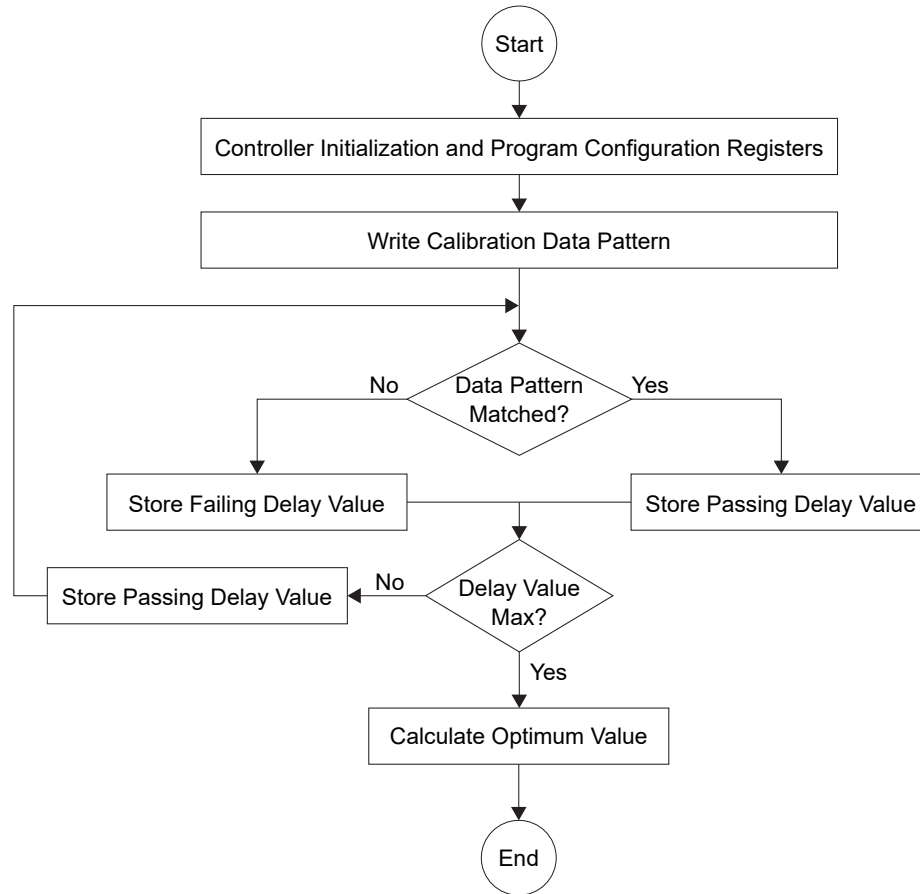 Start
Controller Initialization and Program Configuration Registers
Write Calibration Data Pattern
No
Data Pattern
Matched?
Yes
Store Failing Delay Value
Store Passing Delay Value
Store Passing Delay Value
No
Delay Value
Max?
Yes
Calculate Optimum Value
End